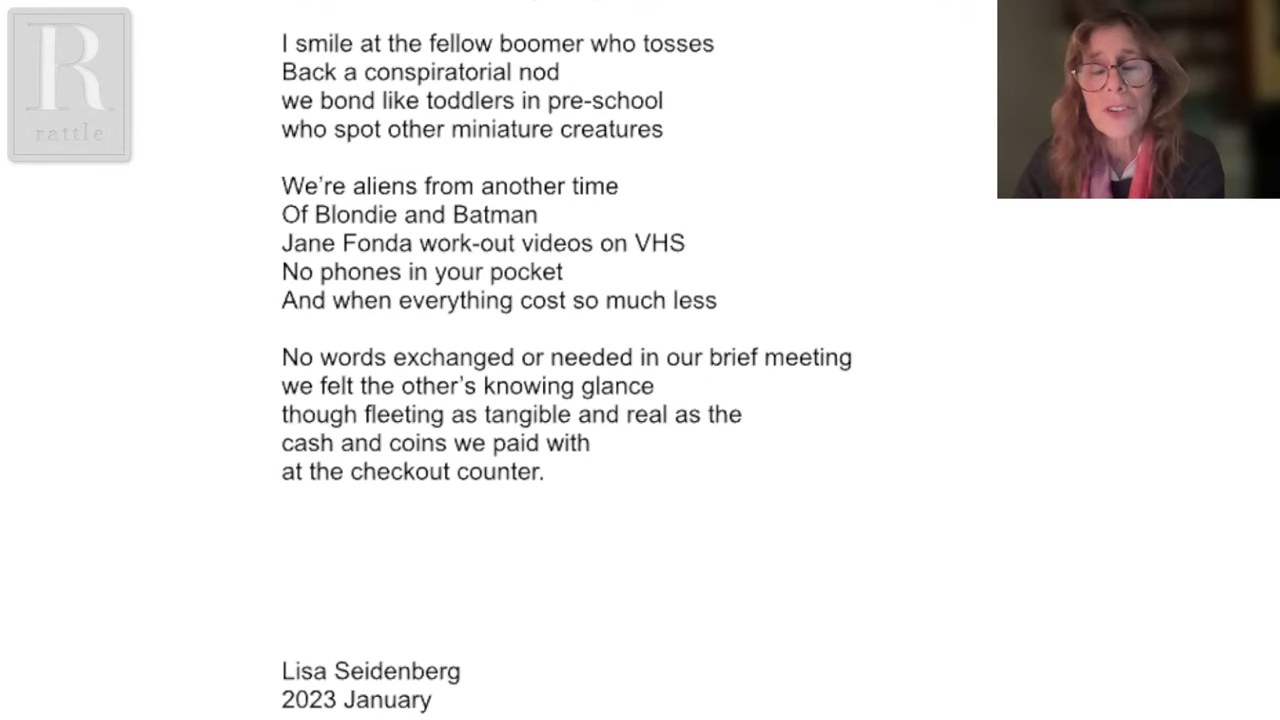 R
rattle
I smile at the fellow boomer who tosses
Back a conspiratorial nod
we bond like toddlers in pre-school
who spot other miniature creatures
We’re aliens from another time
Of Blondie and Batman
Jane Fonda work-out videos on VHS
No phones in your pocket
And when everything cost so much less
No words exchanged or needed in our brief meeting
we felt the other’s knowing glance
though fleeting as tangible and real as the
cash and coins we paid with
at the checkout counter.
Lisa Seidenberg
2023 January